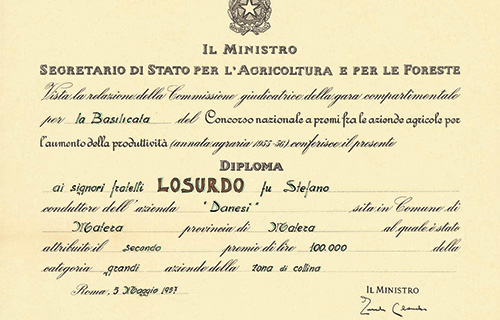 IL MINISTRO
SEGRETARIO DI STATO PER L'AGRICOLTURA E PER LE FORESTE
Vista la relazione della Commissione giudicatrice della gara compartimentale
per la Basilicata del Concorso nazionale a premi fra le aziende agricole per
l'aumento della produttività (annata agraria 1955-56) conferisce il presente
DIPLOMA
ai signori fratelli LOSURDO fu Stefano
conduttore dell'azienda "Danesi" sita in Comune di
Matera provincia di Matera al quale è stato
attribuito il secondo premio di lire 100.000 della
categoria grandi aziende della zona di collina
Roma, 5 Maggio 1957
IL MINISTRO